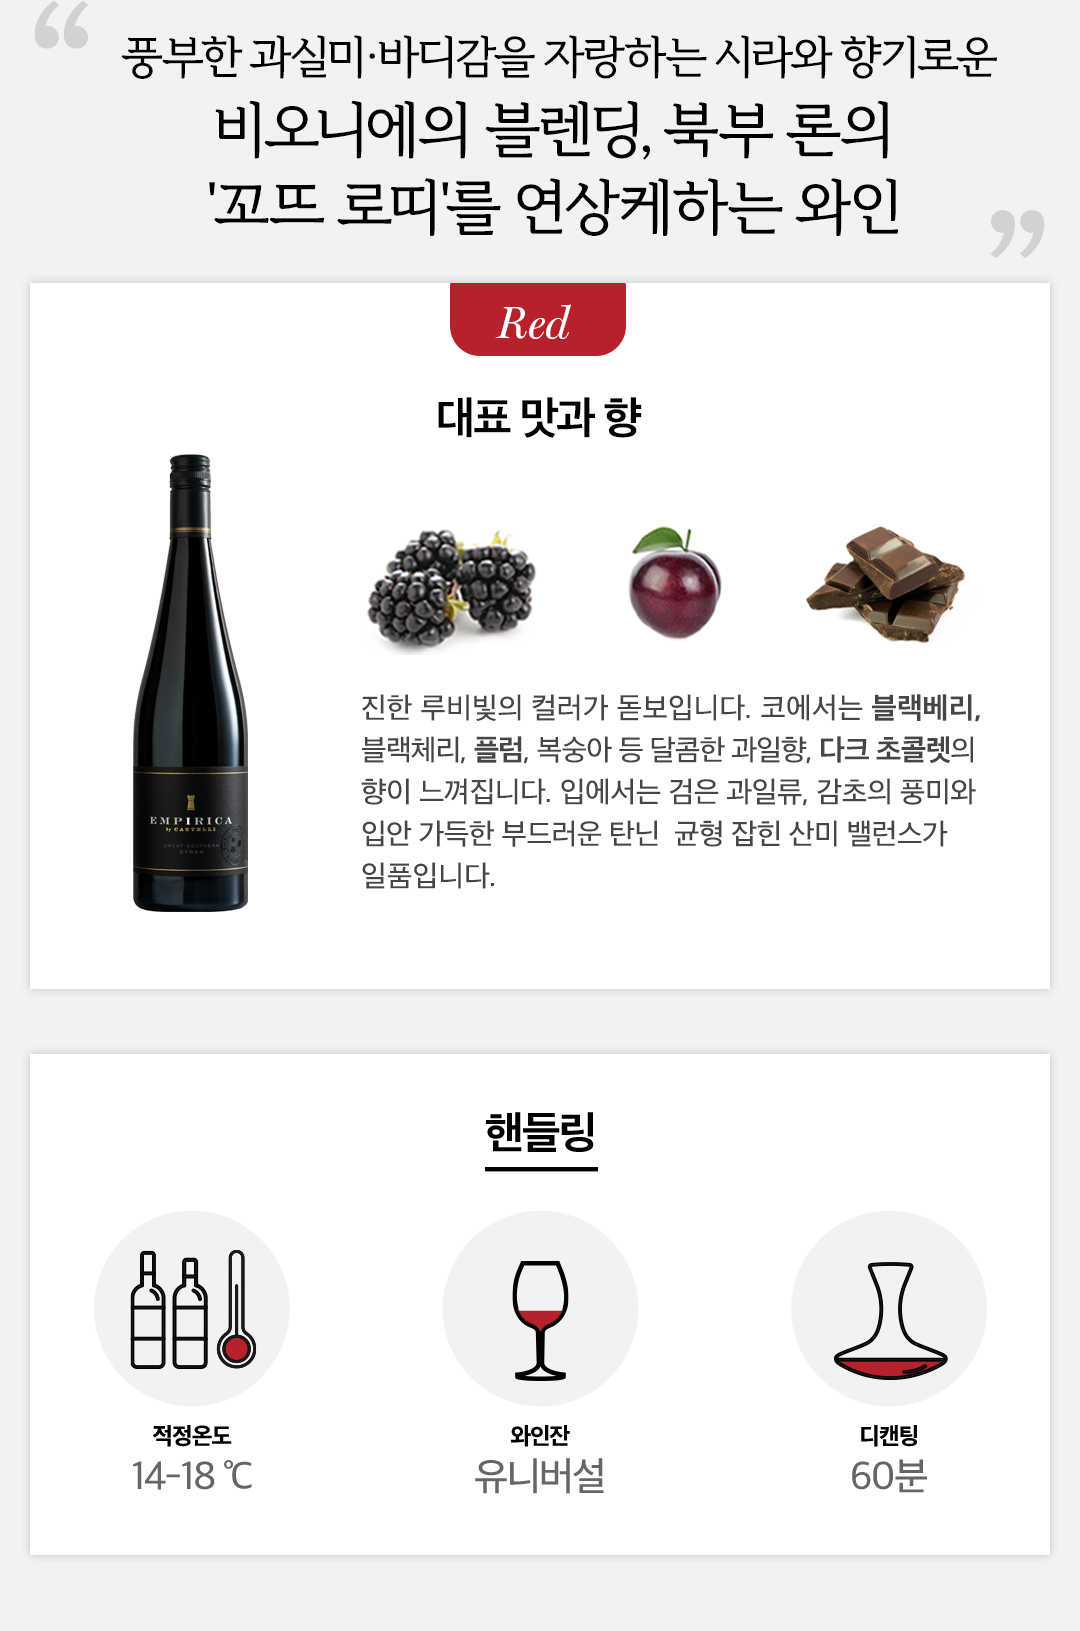 “
풍부한 과실미·바디감을 자랑하는 시라와 향기로운
비오니에의 블렌딩, 북부 론의
'꼬뜨 로띠'를 연상케하는 와인
”
Red
대표 맛과 향
진한 루비빛의 컬러가 돋보입니다. 코에서는 블랙베리,
블랙체리, 플럼, 복숭아 등 달콤한 과일향, 다크 초콜렛의
향이 느껴집니다. 입에서는 검은 과일류, 감초의 풍미와
입안 가득한 부드러운 탄닌 균형 잡힌 산미 밸런스가
일품입니다.
EMPIRICA
by CASTELLI
GREAT SOUTHERN
SYRAH
핸들링
적정온도
14-18 ℃
와인잔
유니버설
디캔팅
60분